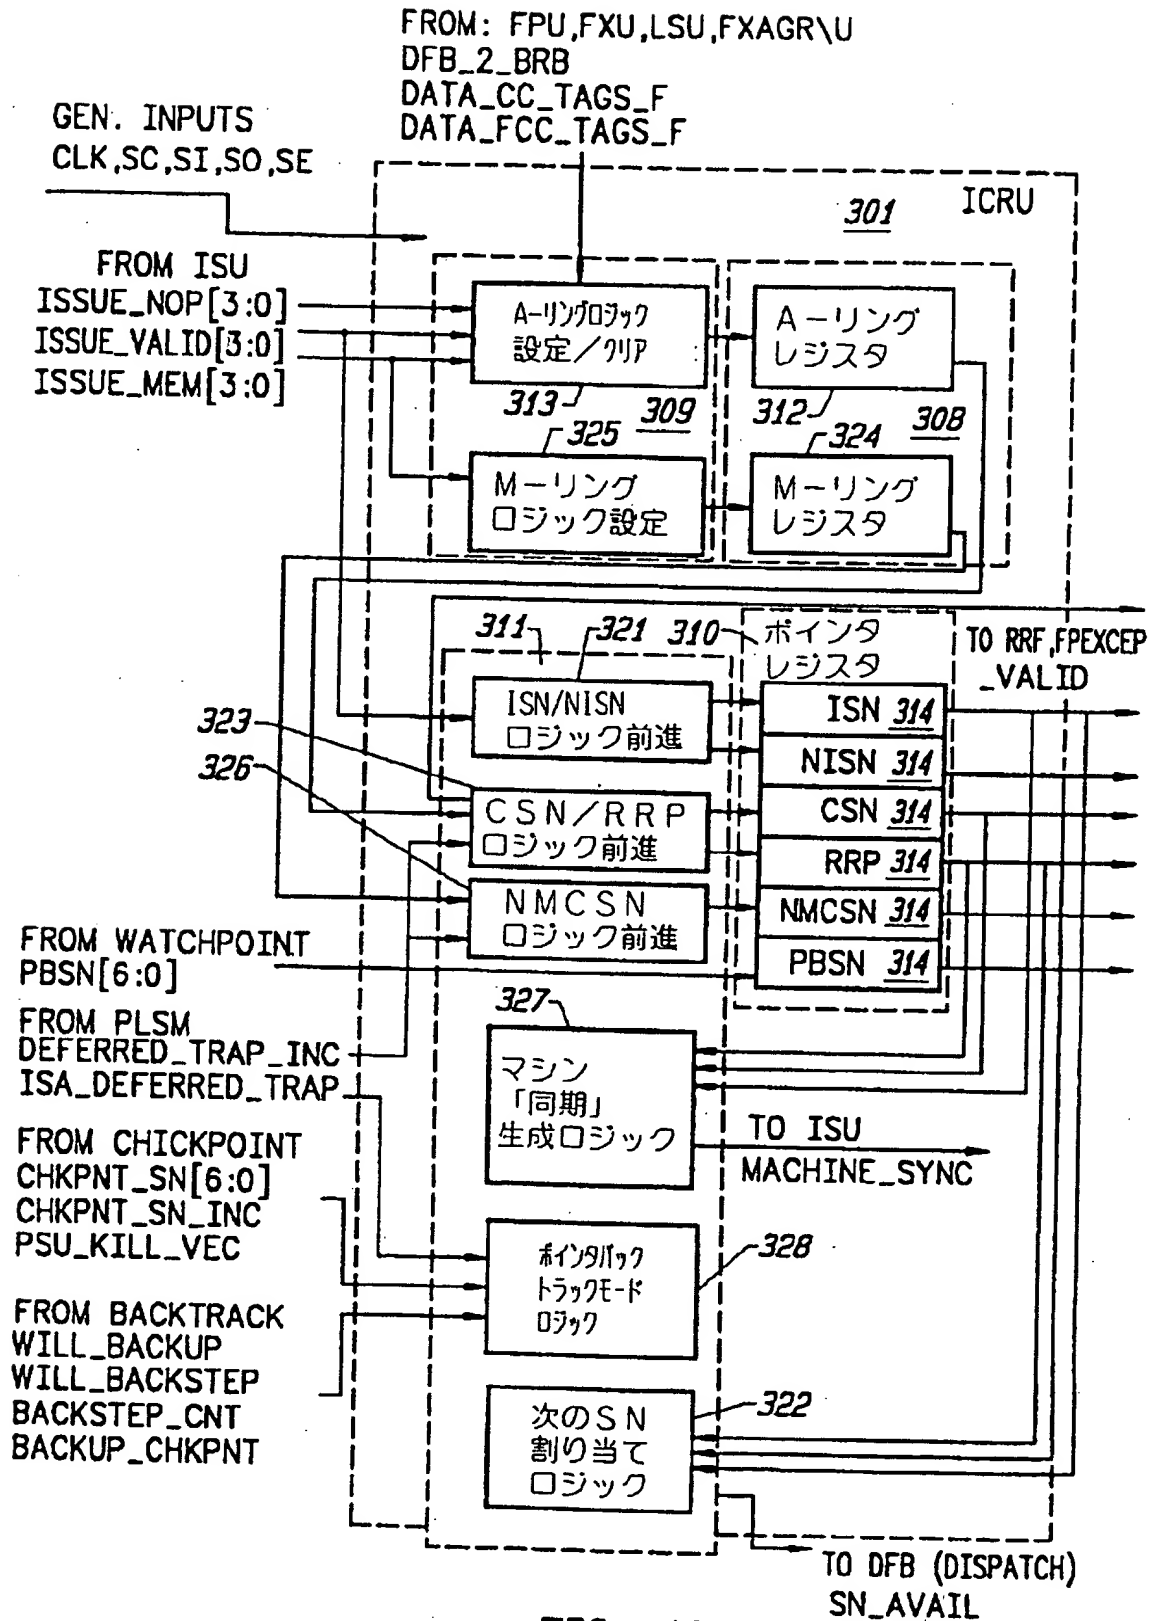 FROM: FPU,FXU,LSU,FXAGR\U
DFB_2_BRB
DATA_CC_TAGS_F
DATA_FCC_TAGS_F
GEN. INPUTS
CLK,SC,SI,SO,SE
ICRU
301
FROM ISU
ISSUE_NOP[3:0]
ISSUE_VALID[3:0]
ISSUE_MEM[3:0]
A-リングロジック
設定/クリア
313
309
A-リング
レジスタ
312
308
325
M-リング
ロジック設定
324
M-リング
レジスタ
311
321
310
ポインタ
レジスタ
TO RRF,FPEXCEP
_VALID
ISN/NISN
ロジック前進
323
326
CSN/RRP
ロジック前進
NMCSN
ロジック前進
ISN 314
NISN 314
CSN 314
RRP 314
NMCSN 314
PBSN 314
FROM WATCHPOINT
PBSN[6:0]
FROM PLSM
DEFERRED_TRAP_INC
ISA_DEFERRED_TRAP
327
マシン
「同期」
生成ロジック
TO ISU
MACHINE_SYNC
FROM CHICKPOINT
CHKPNT_SN[6:0]
CHKPNT_SN_INC
PSU_KILL_VEC
ポインタバック
トラックモード
ロジック
328
FROM BACKTRACK
WILL_BACKUP
WILL_BACKSTEP
BACKSTEP_CNT
BACKUP_CHKPNT
次のSN
割り当て
ロジック
322
TO DFB (DISPATCH)
SN_AVAIL